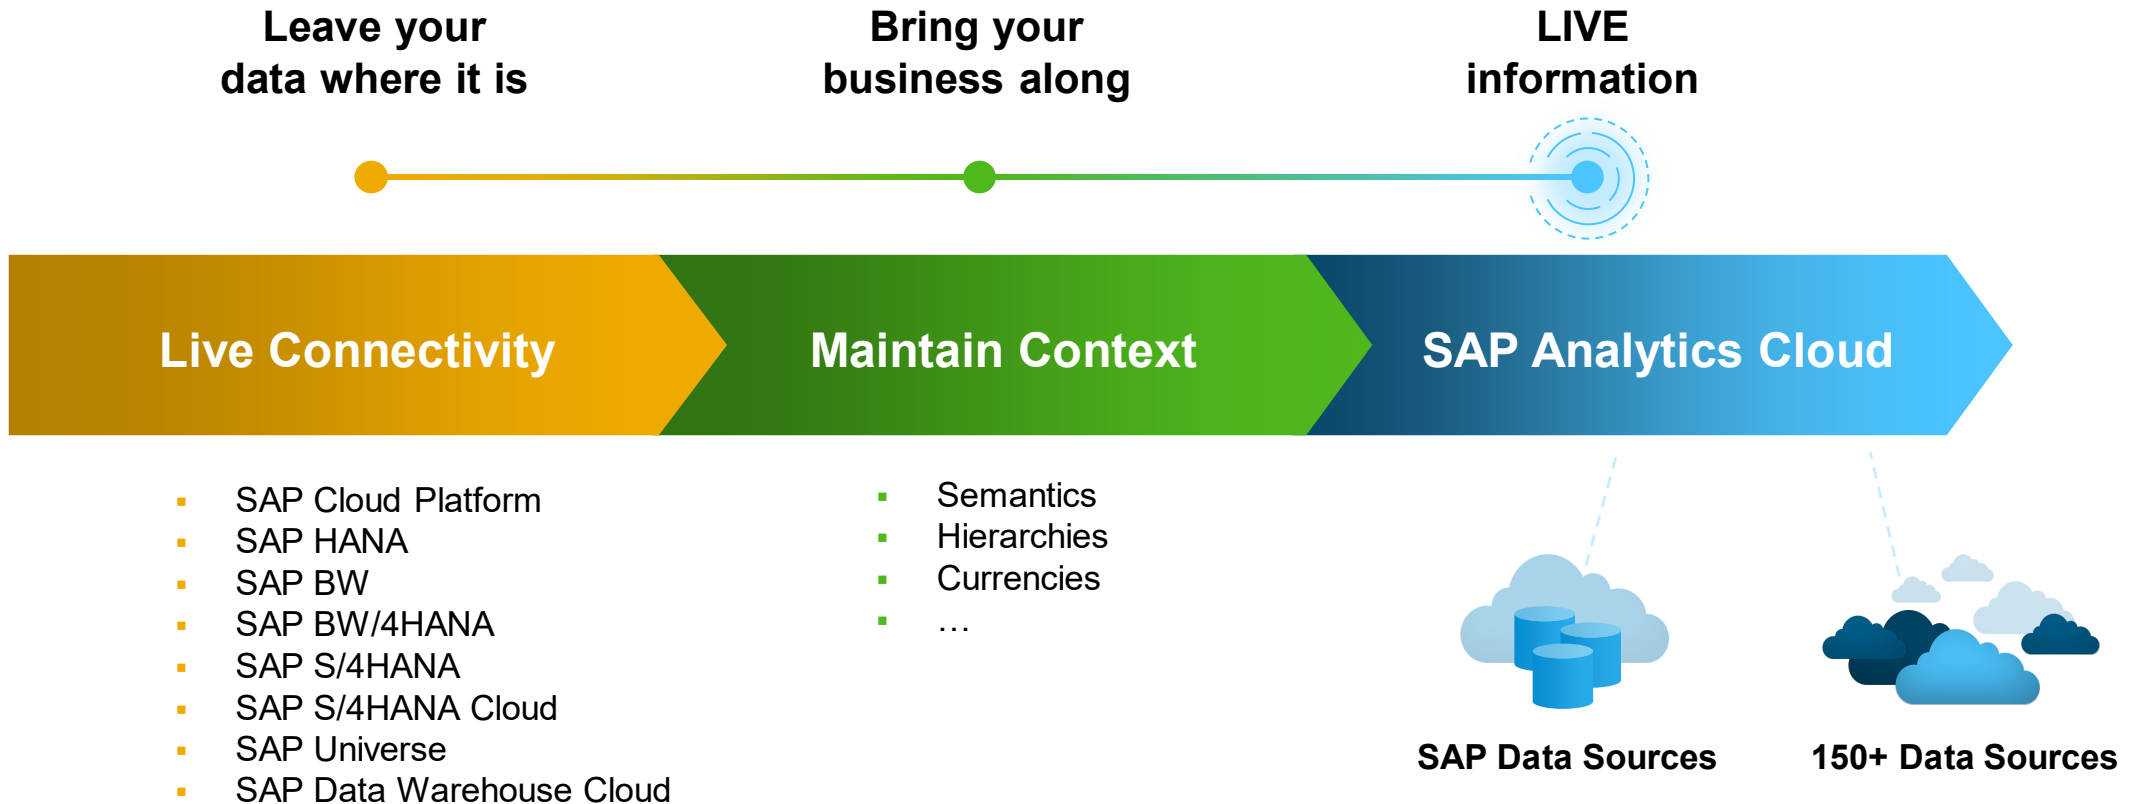 Leave your
data where it is
Bring your
business along
LIVE
information
Live Connectivity
Maintain Context
SAP Analytics Cloud
SAP Cloud Platform
SAP HANA
SAP BW
SAP BW/4HANA
SAP S/4HANA
SAP S/4HANA Cloud
SAP Universe
SAP Data Warehouse Cloud
Semantics
Hierarchies
Currencies
…
SAP Data Sources
150+ Data Sources